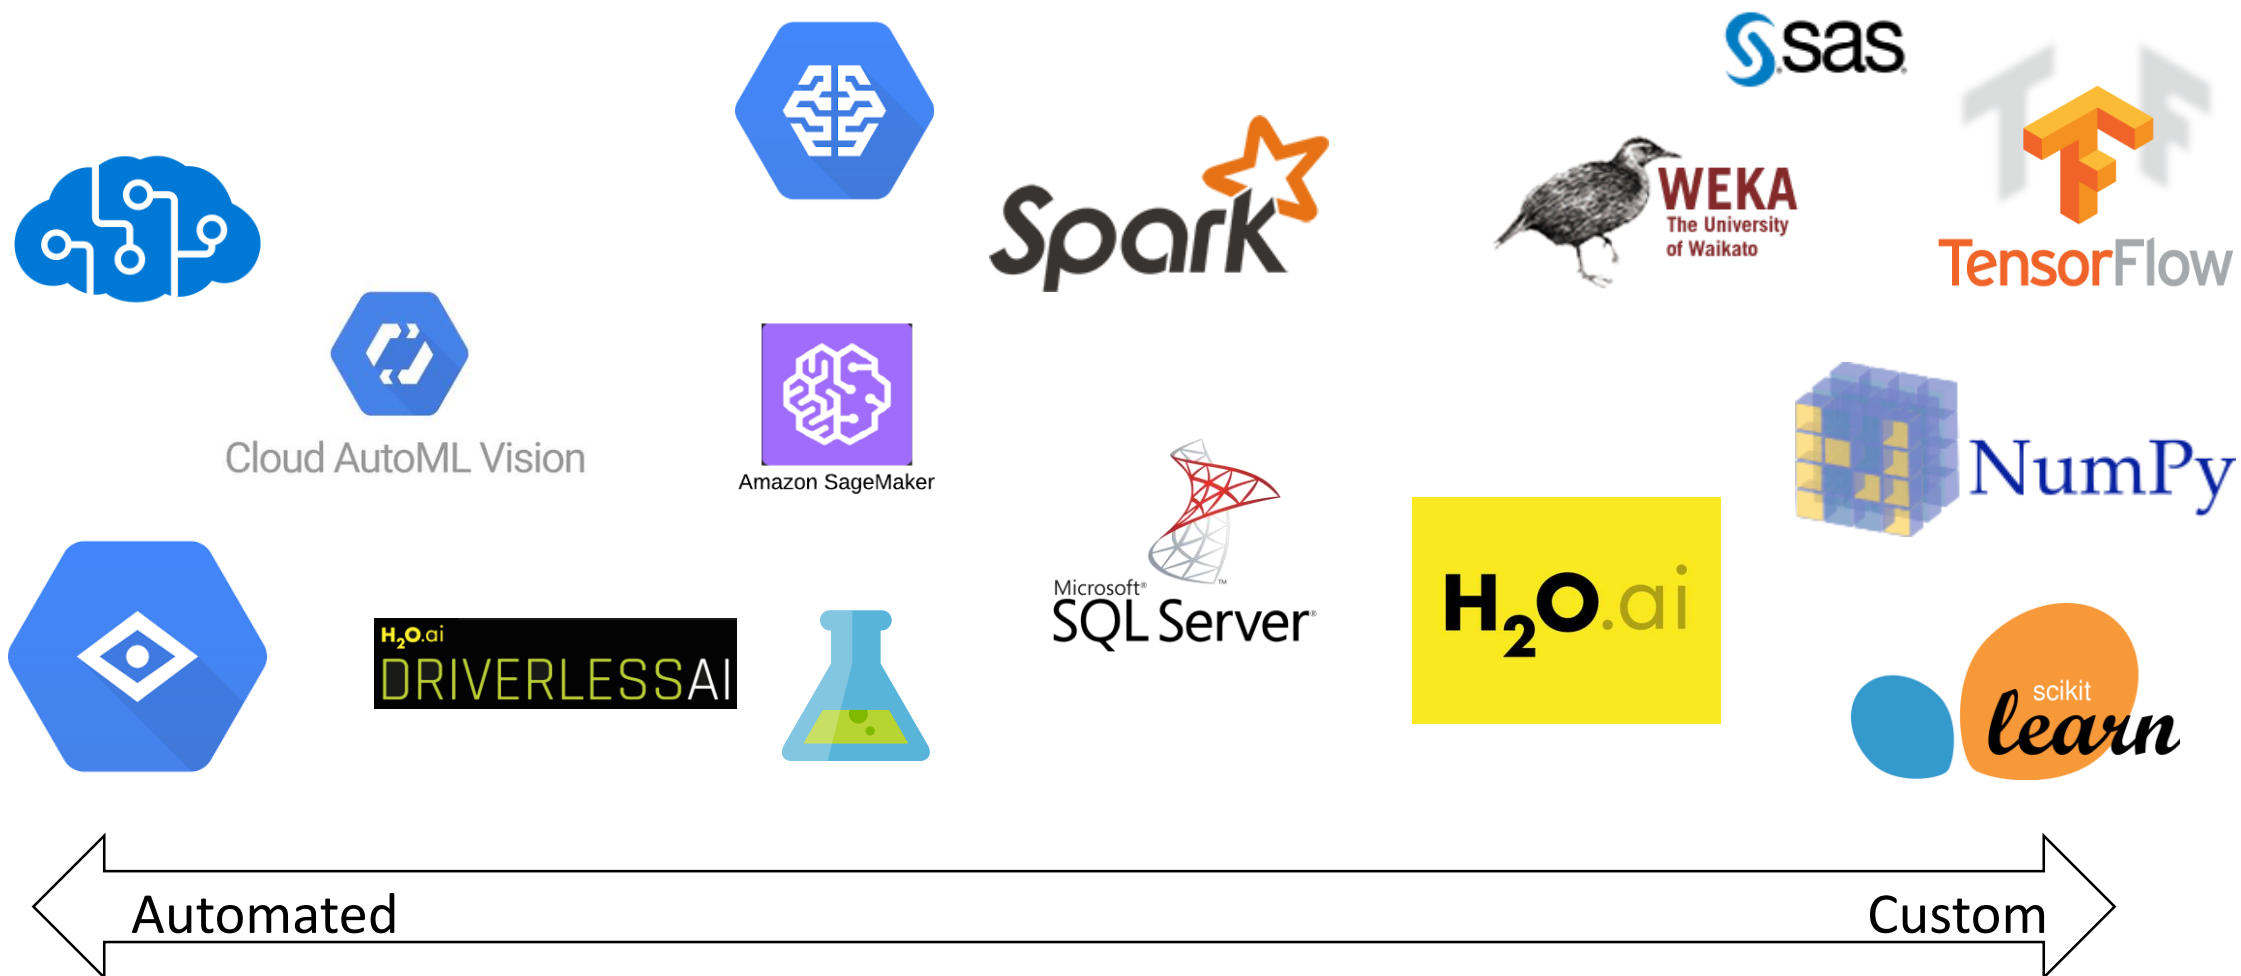 sas
Spark
WEKA
The University
of Waikato
TensorFlow
Cloud AutoML Vision
Amazon SageMaker
NumPy
Microsoft®
SQL Server®
™
H2O.ai
H2O.ai
DRIVERLESSAI
scikit
learn
Automated
Custom